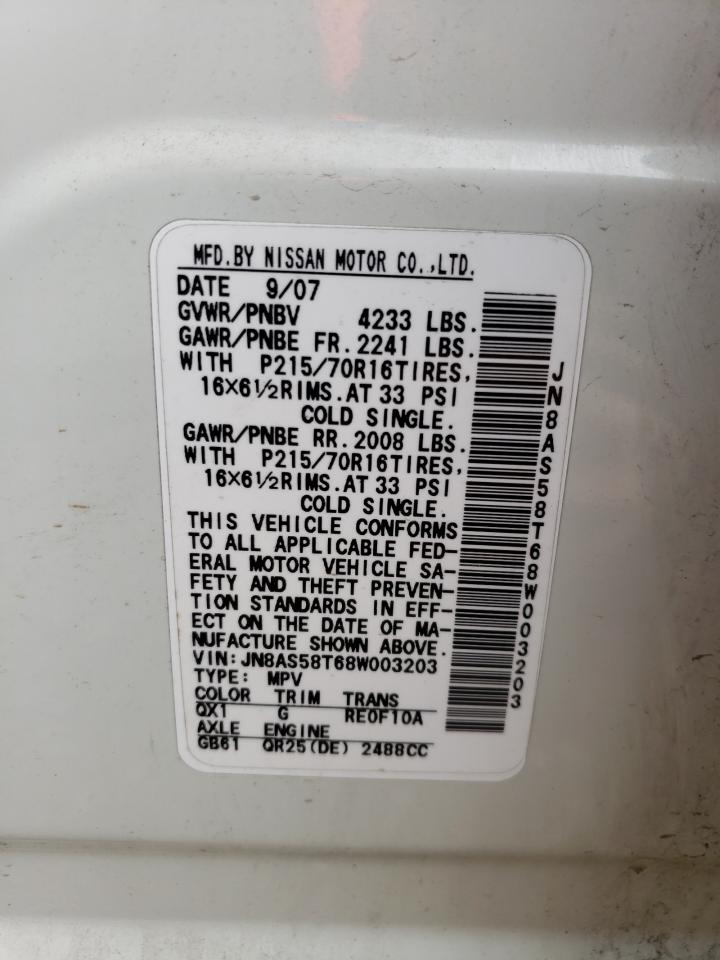 MFD.BY NISSAN MOTOR CO.,LTD.
DATE 9/07
GVWR/PNBV 4233 LBS.
GAWR/PNBE FR.2241 LBS.
WITH P215/70R16TIRES,
16X6½RIMS.AT 33 PSI
COLD SINGLE.
GAWR/PNBE RR.2008 LBS.
WITH P215/70R16TIRES,
16X6½RIMS.AT 33 PSI
COLD SINGLE.
THIS VEHICLE CONFORMS
TO ALL APPLICABLE FED-
ERAL MOTOR VEHICLE SA-
FETY AND THEFT PREVEN-
TION STANDARDS IN EFF-
ECT ON THE DATE OF MA-
NUFACTURE SHOWN ABOVE.
VIN:JN8AS58T68W003203
TYPE: MPV
COLOR TRIM TRANS
QX1 G RE0F10A
AXLE ENGINE
GB61 QR25(DE) 2488CC
JN8AS58T68W003203